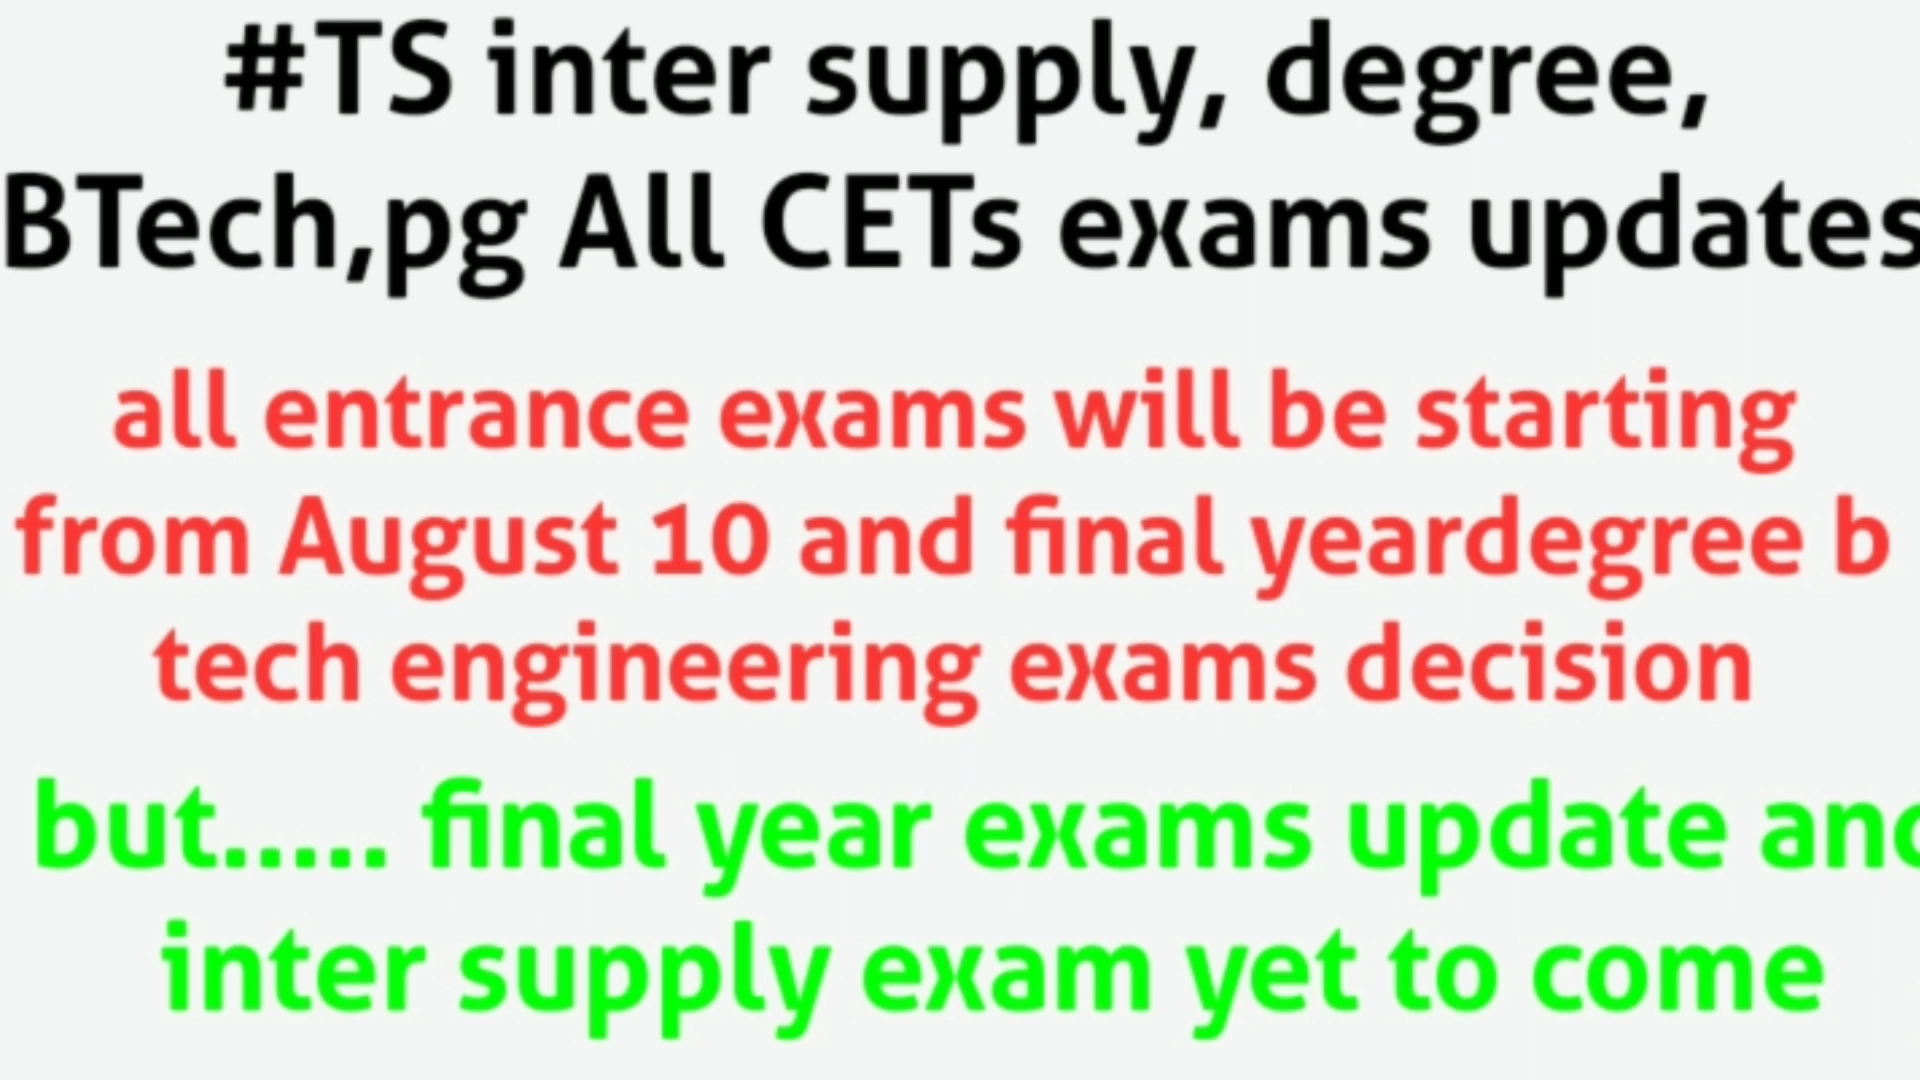 #TS inter supply, degree,
BTech,pg All CETs exams updates
all entrance exams will be starting
from August 10 and final yeardegree b
tech engineering exams decision
but..... final year exams update and
inter supply exam yet to come